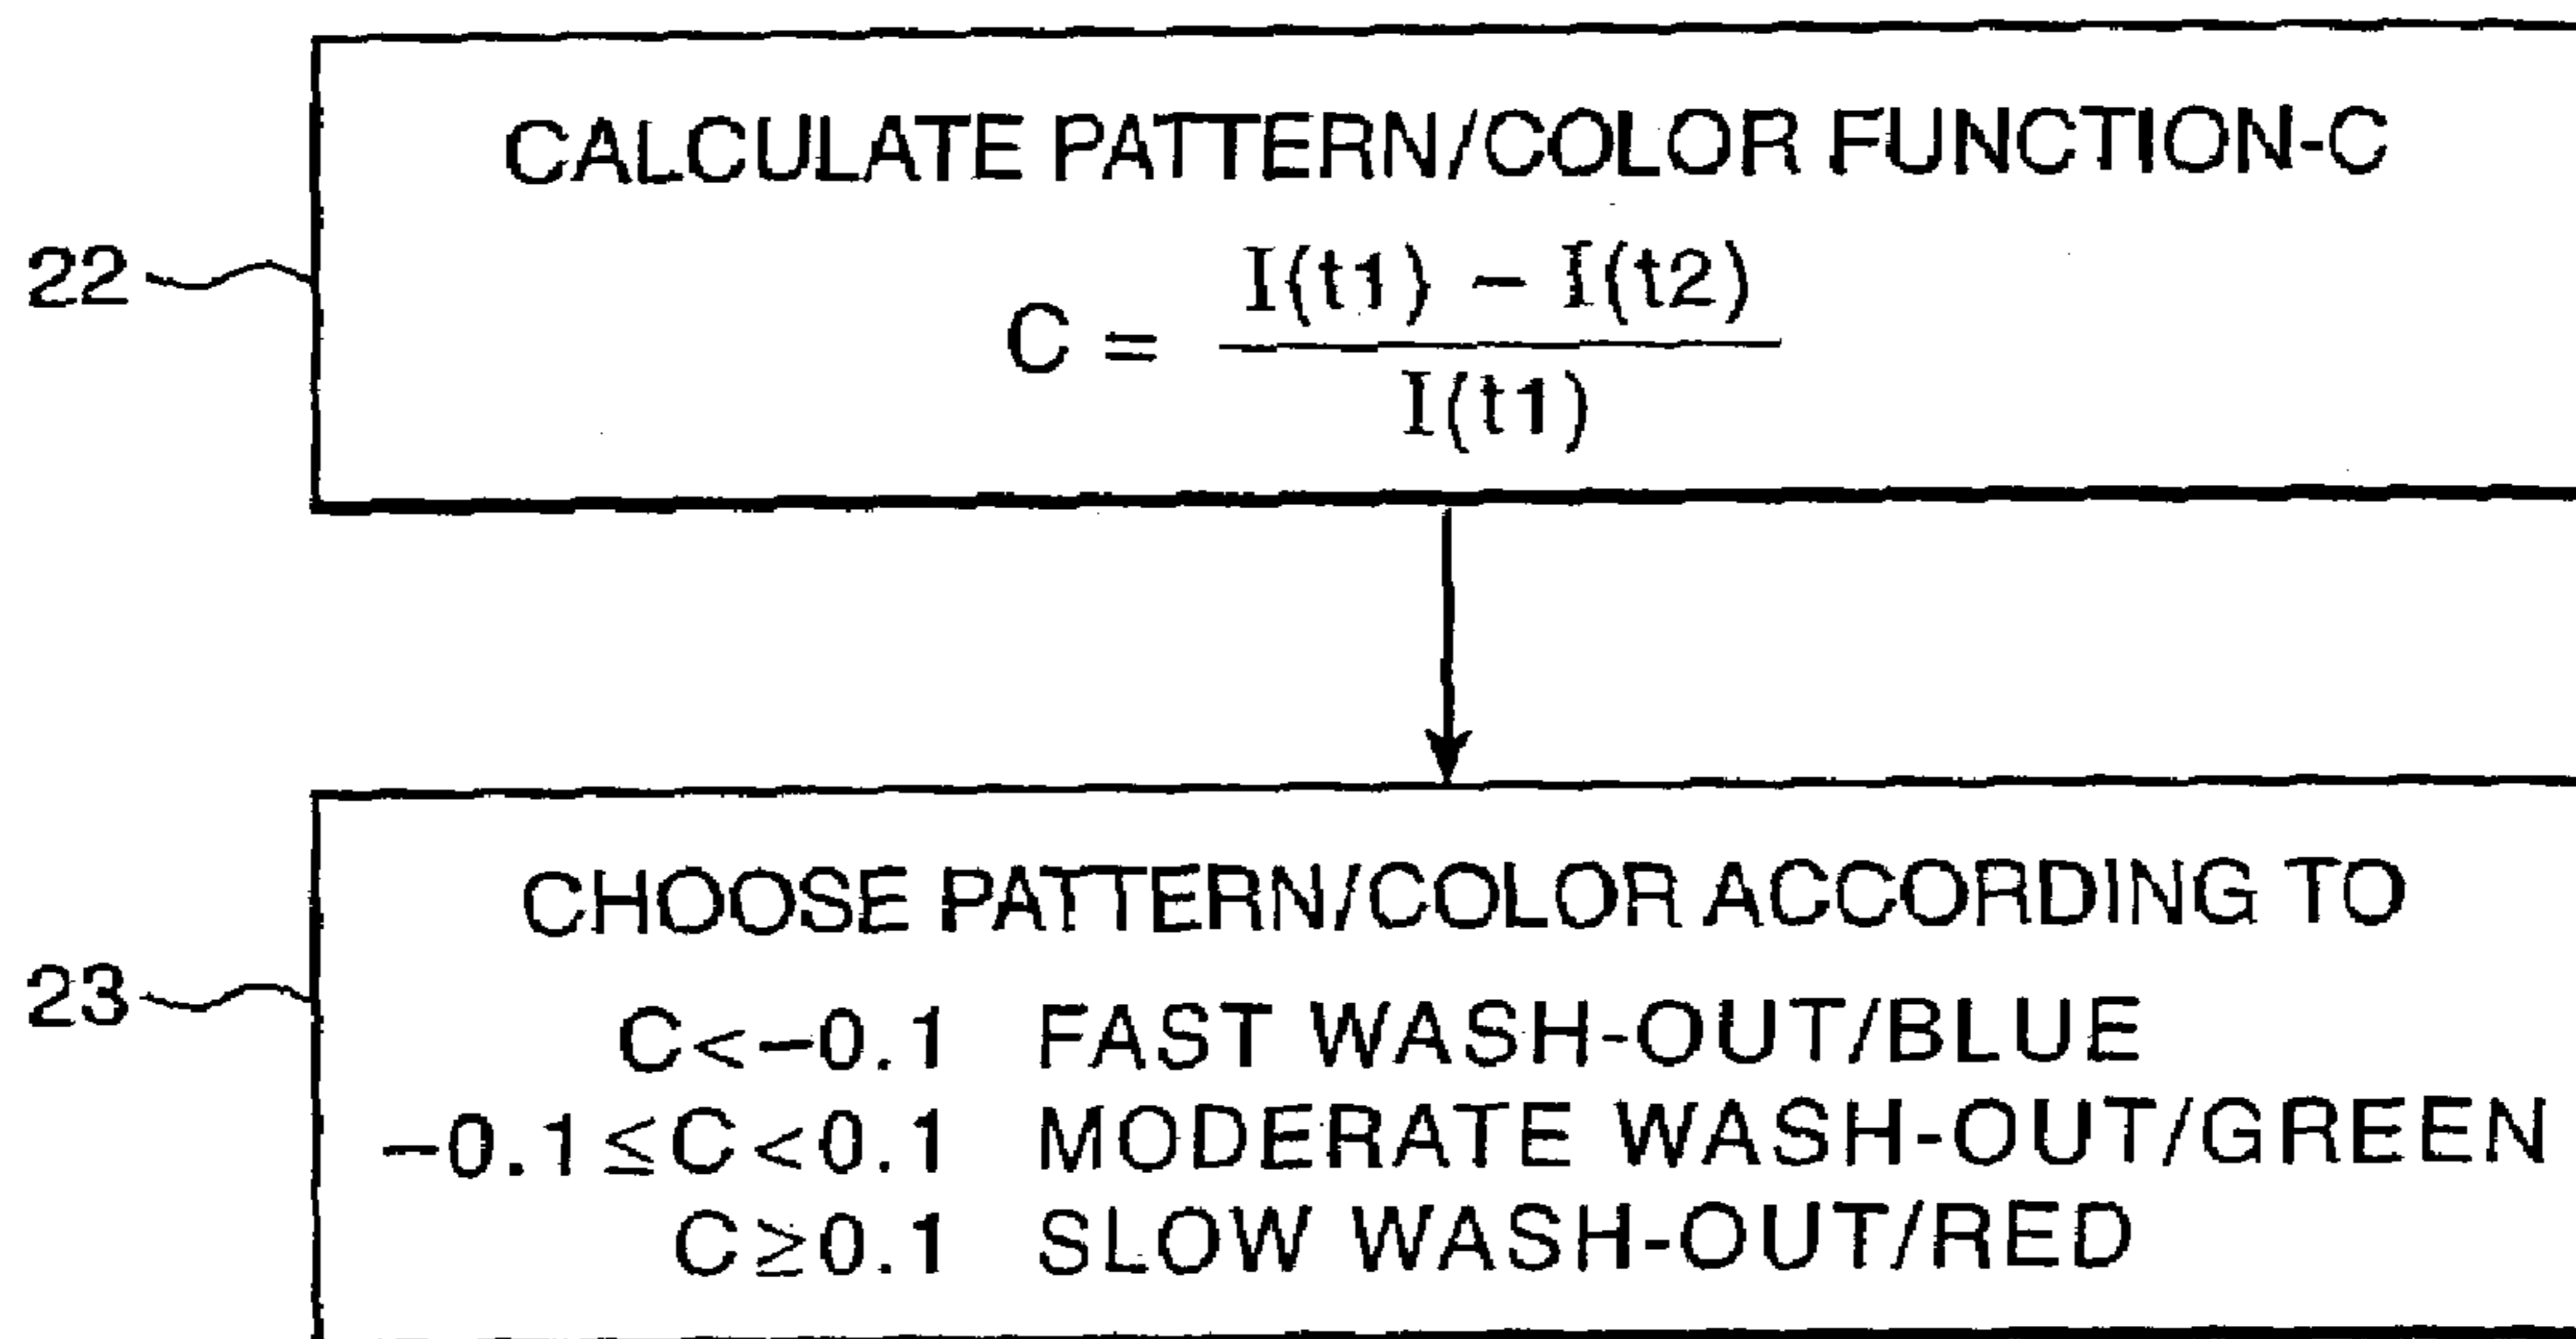 CALCULATE PATTERN/COLOR FUNCTION-C
22
C = I(t1) – I(t2) / I(t1)
CHOOSE PATTERN/COLOR ACCORDING TO
23
C<–0.1 FAST WASH-OUT/BLUE
–0.1≤C<0.1 MODERATE WASH-OUT/GREEN
C≥0.1 SLOW WASH-OUT/RED